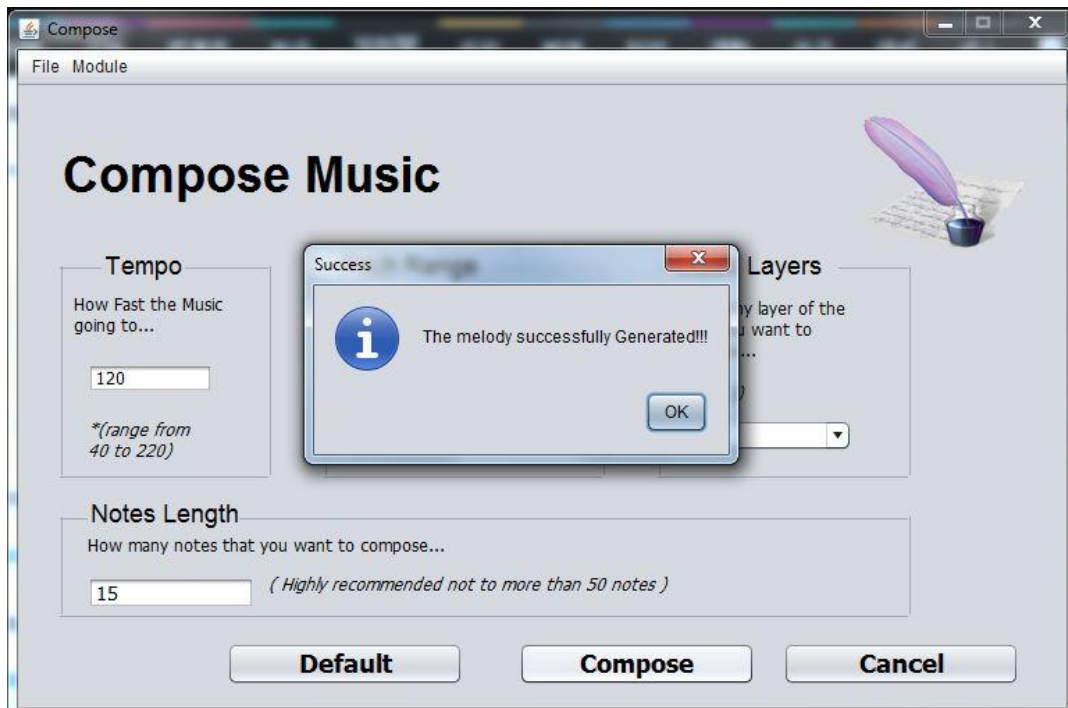 Compose
File Module
Compose Music
Tempo
How Fast the Music
going to...
120
*(range from
40 to 220)
Range
Layers
layer of the
want to
...
Success
The melody successfully Generated!!!
OK
Notes Length
How many notes that you want to compose...
15
( Highly recommended not to more than 50 notes )
Default
Compose
Cancel